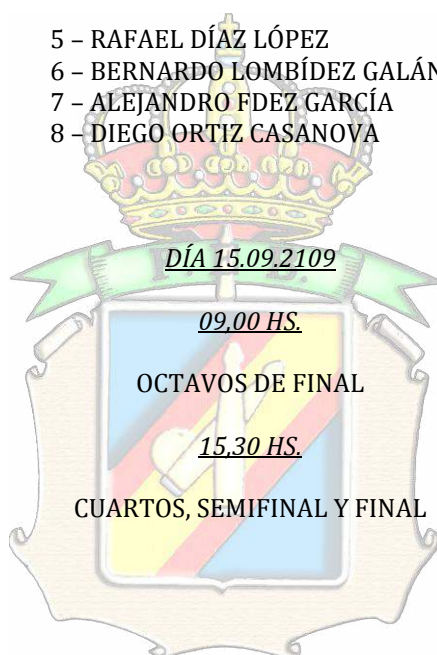 5 – RAFAEL DÍAZ LÓPEZ
6 – BERNARDO LOMBÍDEZ GALÁN
7 – ALEJANDRO FDEZ GARCÍA
8 – DIEGO ORTIZ CASANOVA
DÍA 15.09.2109
09,00 HS.
OCTAVOS DE FINAL
15,30 HS.
CUARTOS, SEMIFINAL Y FINAL